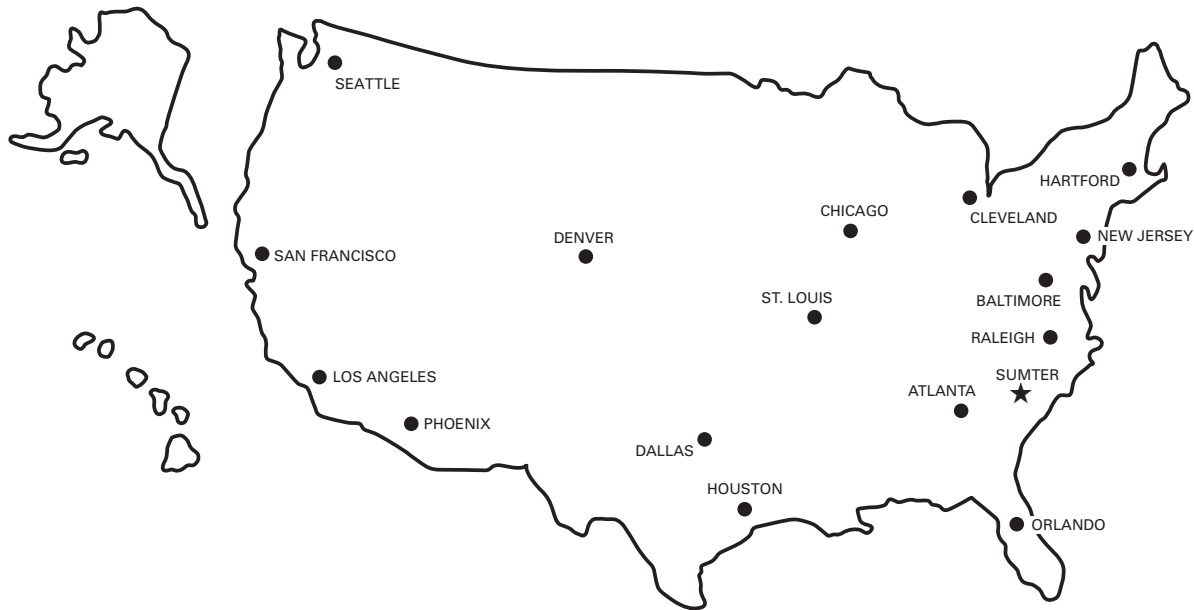 SEATTLE
HARTFORD
CHICAGO
CLEVELAND
DENVER
NEW JERSEY
SAN FRANCISCO
ST. LOUIS
BALTIMORE
RALEIGH
SUMTER
LOS ANGELES
ATLANTA
PHOENIX
DALLAS
HOUSTON
ORLANDO